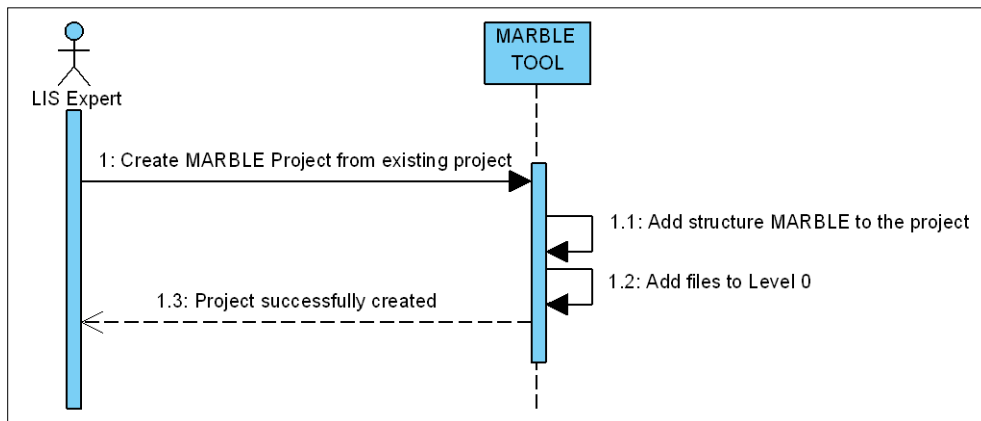 MARBLE
TOOL
LIS Expert
1: Create MARBLE Project from existing project
1.1: Add structure MARBLE to the project
1.2: Add files to Level 0
1.3: Project successfully created